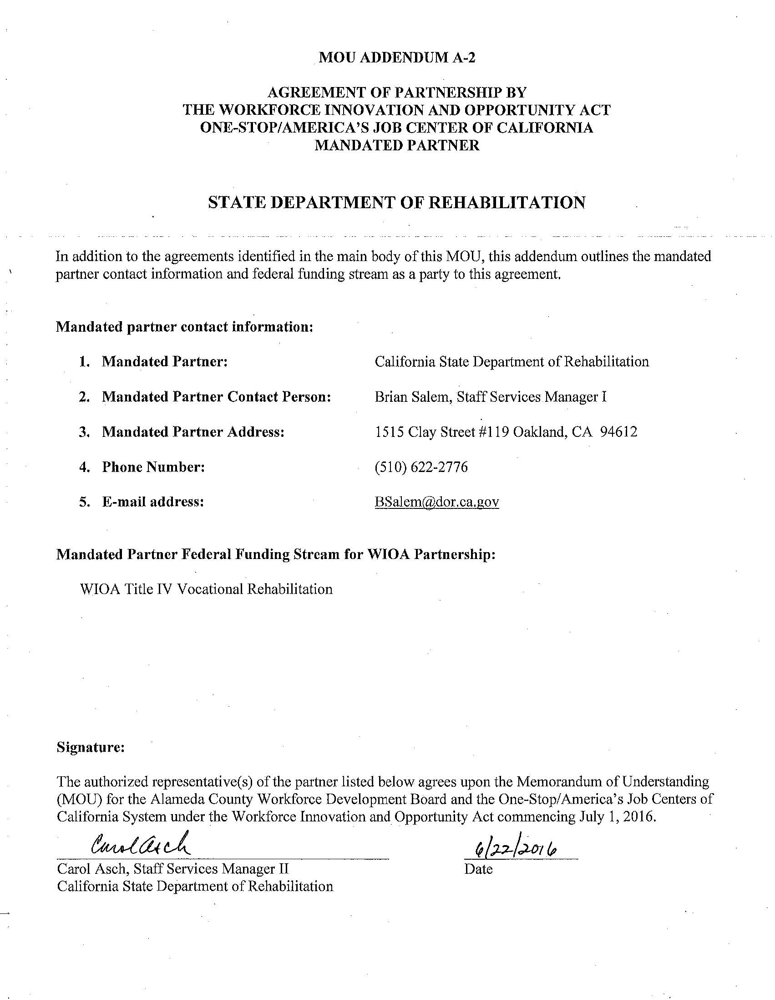 MOU ADDENDUM A-2
AGREEMENT OF PARTNERSHIP BY
THE WORKFORCE INNOVATION AND OPPORTUNITY ACT
ONE-STOP/AMERICA'S JOB CENTER OF CALIFORNIA
MANDATED PARTNER
STATE DEPARTMENT OF REHABILITATION
In addition to the agreements identified in the main body of this MOU, this addendum outlines the mandated
partner contact information and federal funding stream as a party to this agreement.
Mandated partner contact information:
1. Mandated Partner: California State Department of Rehabilitation
2. Mandated Partner Contact Person: Brian Salem, Staff Services Manager I
3. Mandated Partner Address: 1515 Clay Street #119 Oakland, CA 94612
4. Phone Number: (510) 622-2776
5. E-mail address: BSalem@dor.ca.gov
Mandated Partner Federal Funding Stream for WIOA Partnership:
WIOA Title IV Vocational Rehabilitation
Signature:
The authorized representative(s) of the partner listed below agrees upon the Memorandum of Understanding
(MOU) for the Alameda County Workforce Development Board and the One-Stop/America's Job Centers of
California System under the Workforce Innovation and Opportunity Act commencing July 1, 2016.
Carol Asch 6/22/2016
Carol Asch, Staff Services Manager II Date
California State Department of Rehabilitation